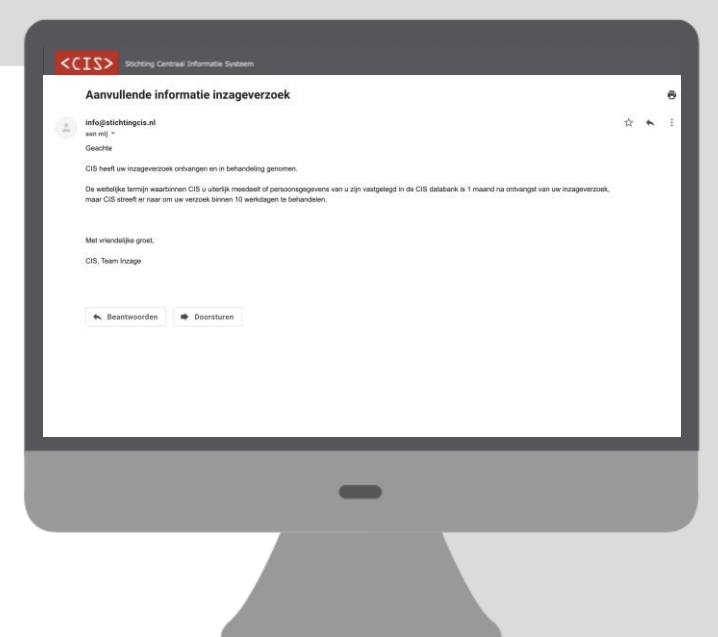 <CIS> Stichting Centraal Informatie Systeem
Aanvullende informatie inzageverzoek
info@stichtingcis.nl
aan mij
Geachte
CIS heeft uw inzageverzoek ontvangen en in behandeling genomen.
De wettelijke termijn waarbinnen CIS u uiterlijk meedeelt of persoonsgegevens van u zijn vastgelegd in de CIS databank is 1 maand na ontvangst van uw inzageverzoek,
maar CIS streeft er naar om uw verzoek binnen 10 werkdagen te behandelen.
Met vriendelijke groet,
CIS, Team Inzage
Beantwoorden Doorsturen